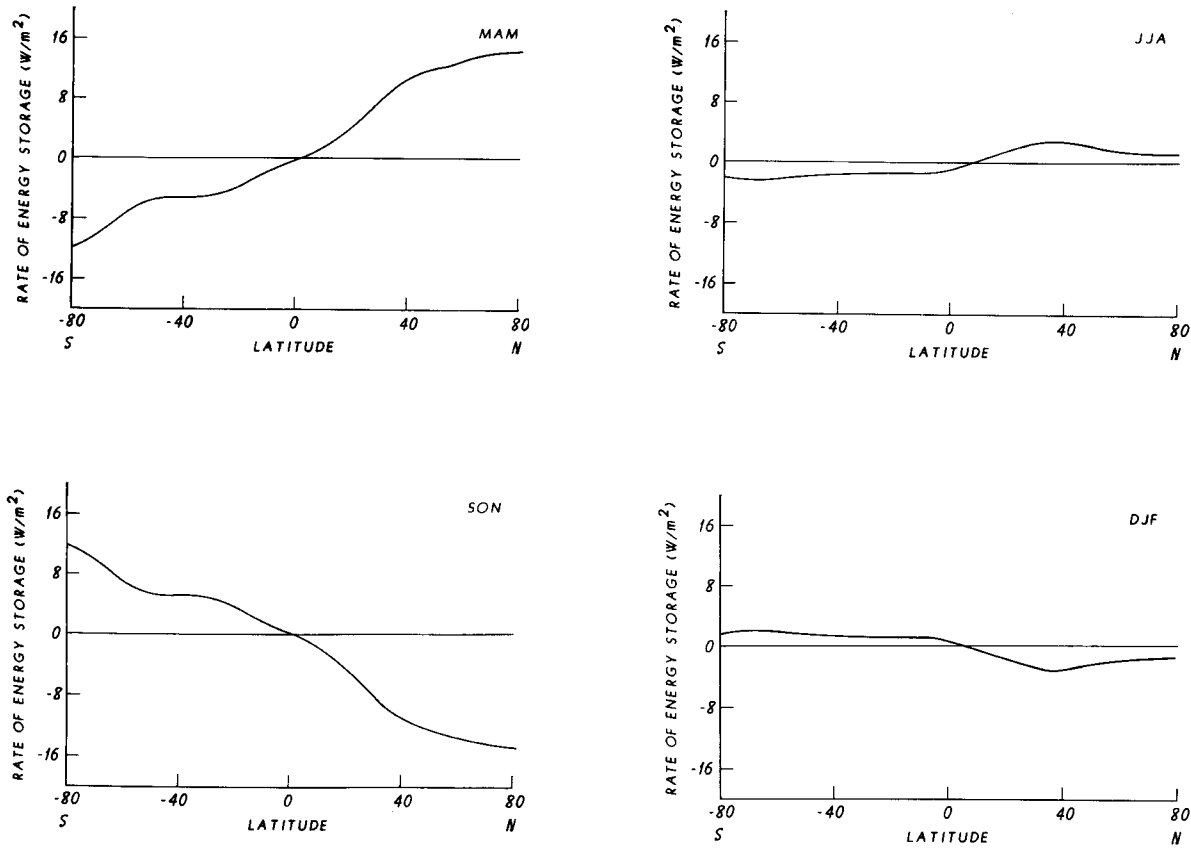 MAM
RATE OF ENERGY STORAGE (W/m²)
16
8
0
-8
-16
-80
-40
0
40
80
S
LATITUDE
N
JJA
RATE OF ENERGY STORAGE (W/m²)
16
8
0
-8
-16
-80
-40
0
40
80
S
LATITUDE
N
SON
RATE OF ENERGY STORAGE (W/m²)
16
8
0
-8
-16
-80
-40
0
40
80
S
LATITUDE
N
DJF
RATE OF ENERGY STORAGE (W/m²)
16
8
0
-8
-16
-80
-40
0
40
80
S
LATITUDE
N